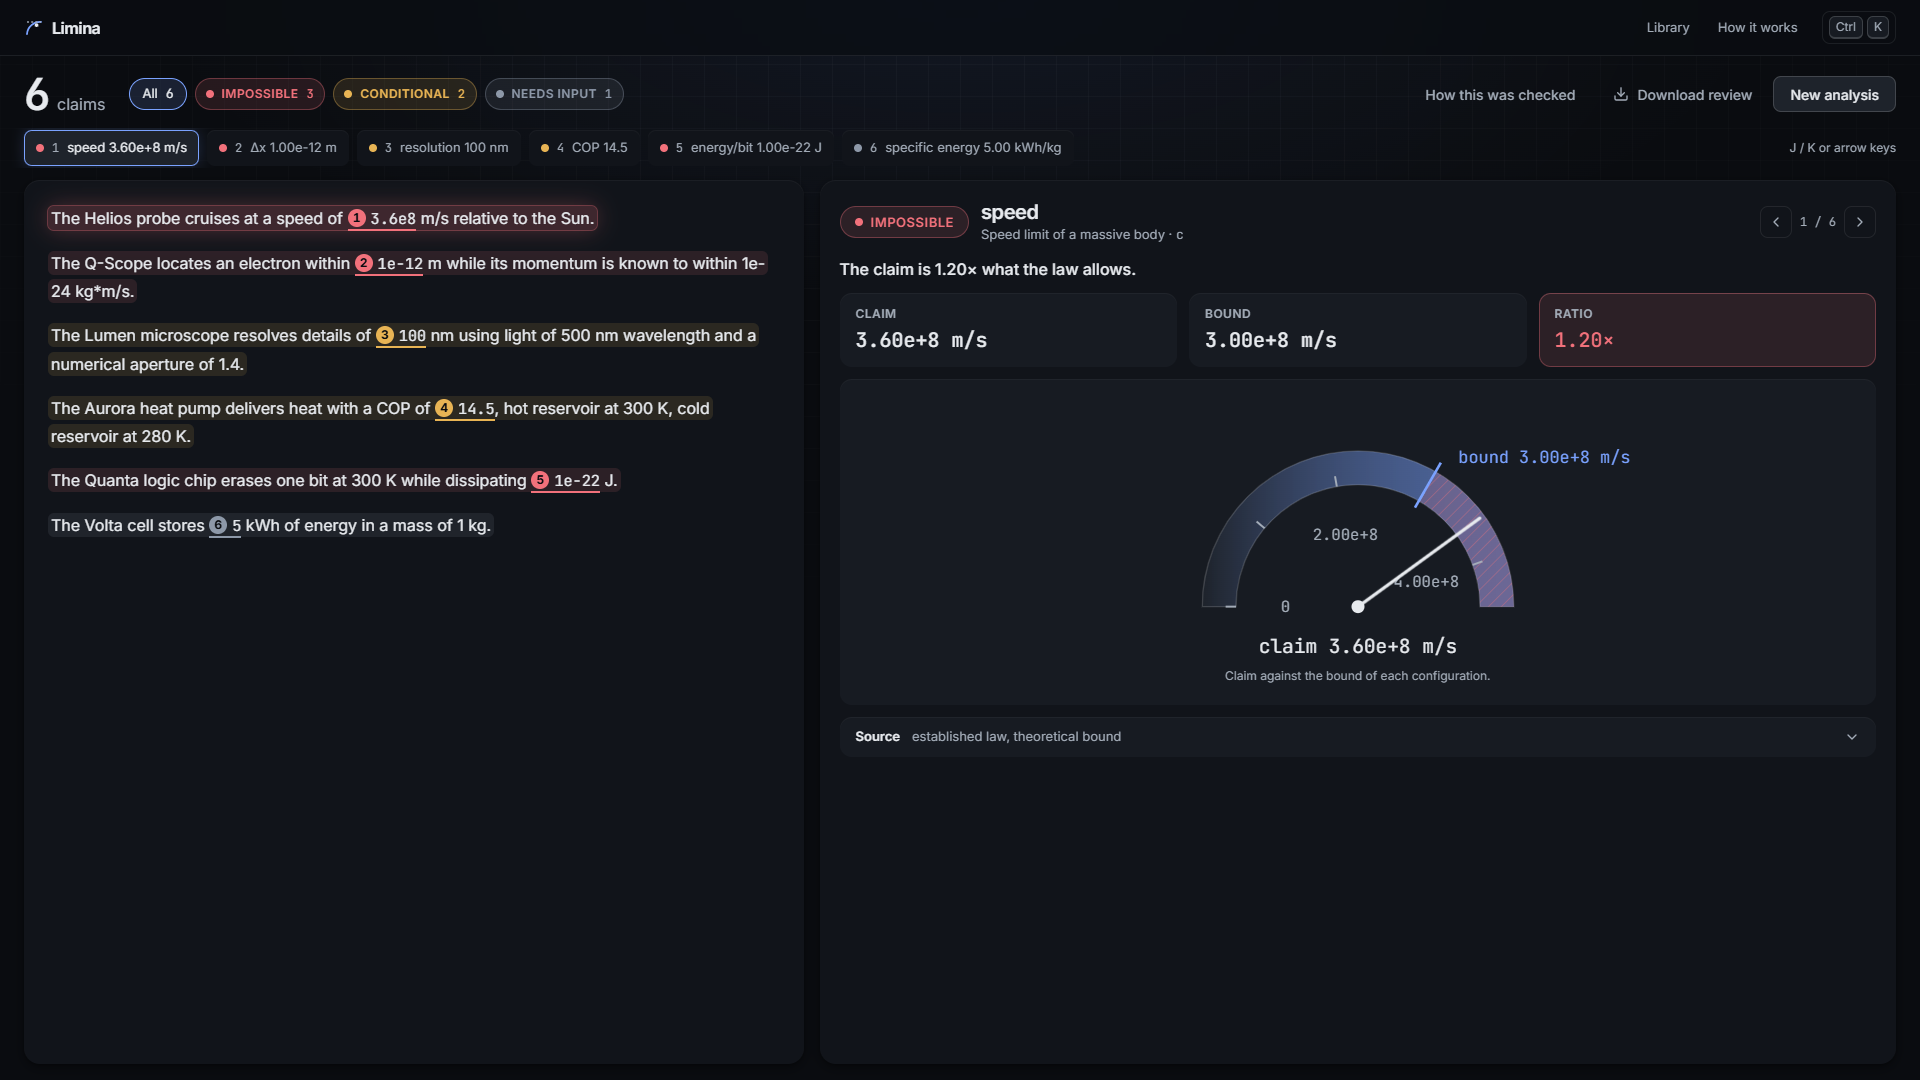 Limina
Library
How it works
Ctrl K
6 claims
All 6
IMPOSSIBLE 3
CONDITIONAL 2
NEEDS INPUT 1
How this was checked
Download review
New analysis
1 speed 3.60e+8 m/s
2 Δx 1.00e-12 m
3 resolution 100 nm
4 COP 14.5
5 energy/bit 1.00e-22 J
6 specific energy 5.00 kWh/kg
J / K or arrow keys
The Helios probe cruises at a speed of 1 3.6e8 m/s relative to the Sun.
The Q-Scope locates an electron within 2 1e-12 m while its momentum is known to within 1e-
24 kg*m/s.
The Lumen microscope resolves details of 3 100 nm using light of 500 nm wavelength and a
numerical aperture of 1.4.
The Aurora heat pump delivers heat with a COP of 4 14.5, hot reservoir at 300 K, cold
reservoir at 280 K.
The Quanta logic chip erases one bit at 300 K while dissipating 5 1e-22 J.
The Volta cell stores 6 5 kWh of energy in a mass of 1 kg.
IMPOSSIBLE
speed
Speed limit of a massive body · c
1 / 6
The claim is 1.20× what the law allows.
CLAIM
3.60e+8 m/s
BOUND
3.00e+8 m/s
RATIO
1.20×
bound 3.00e+8 m/s
2.00e+8
4.00e+8
0
claim 3.60e+8 m/s
Claim against the bound of each configuration.
Source established law, theoretical bound